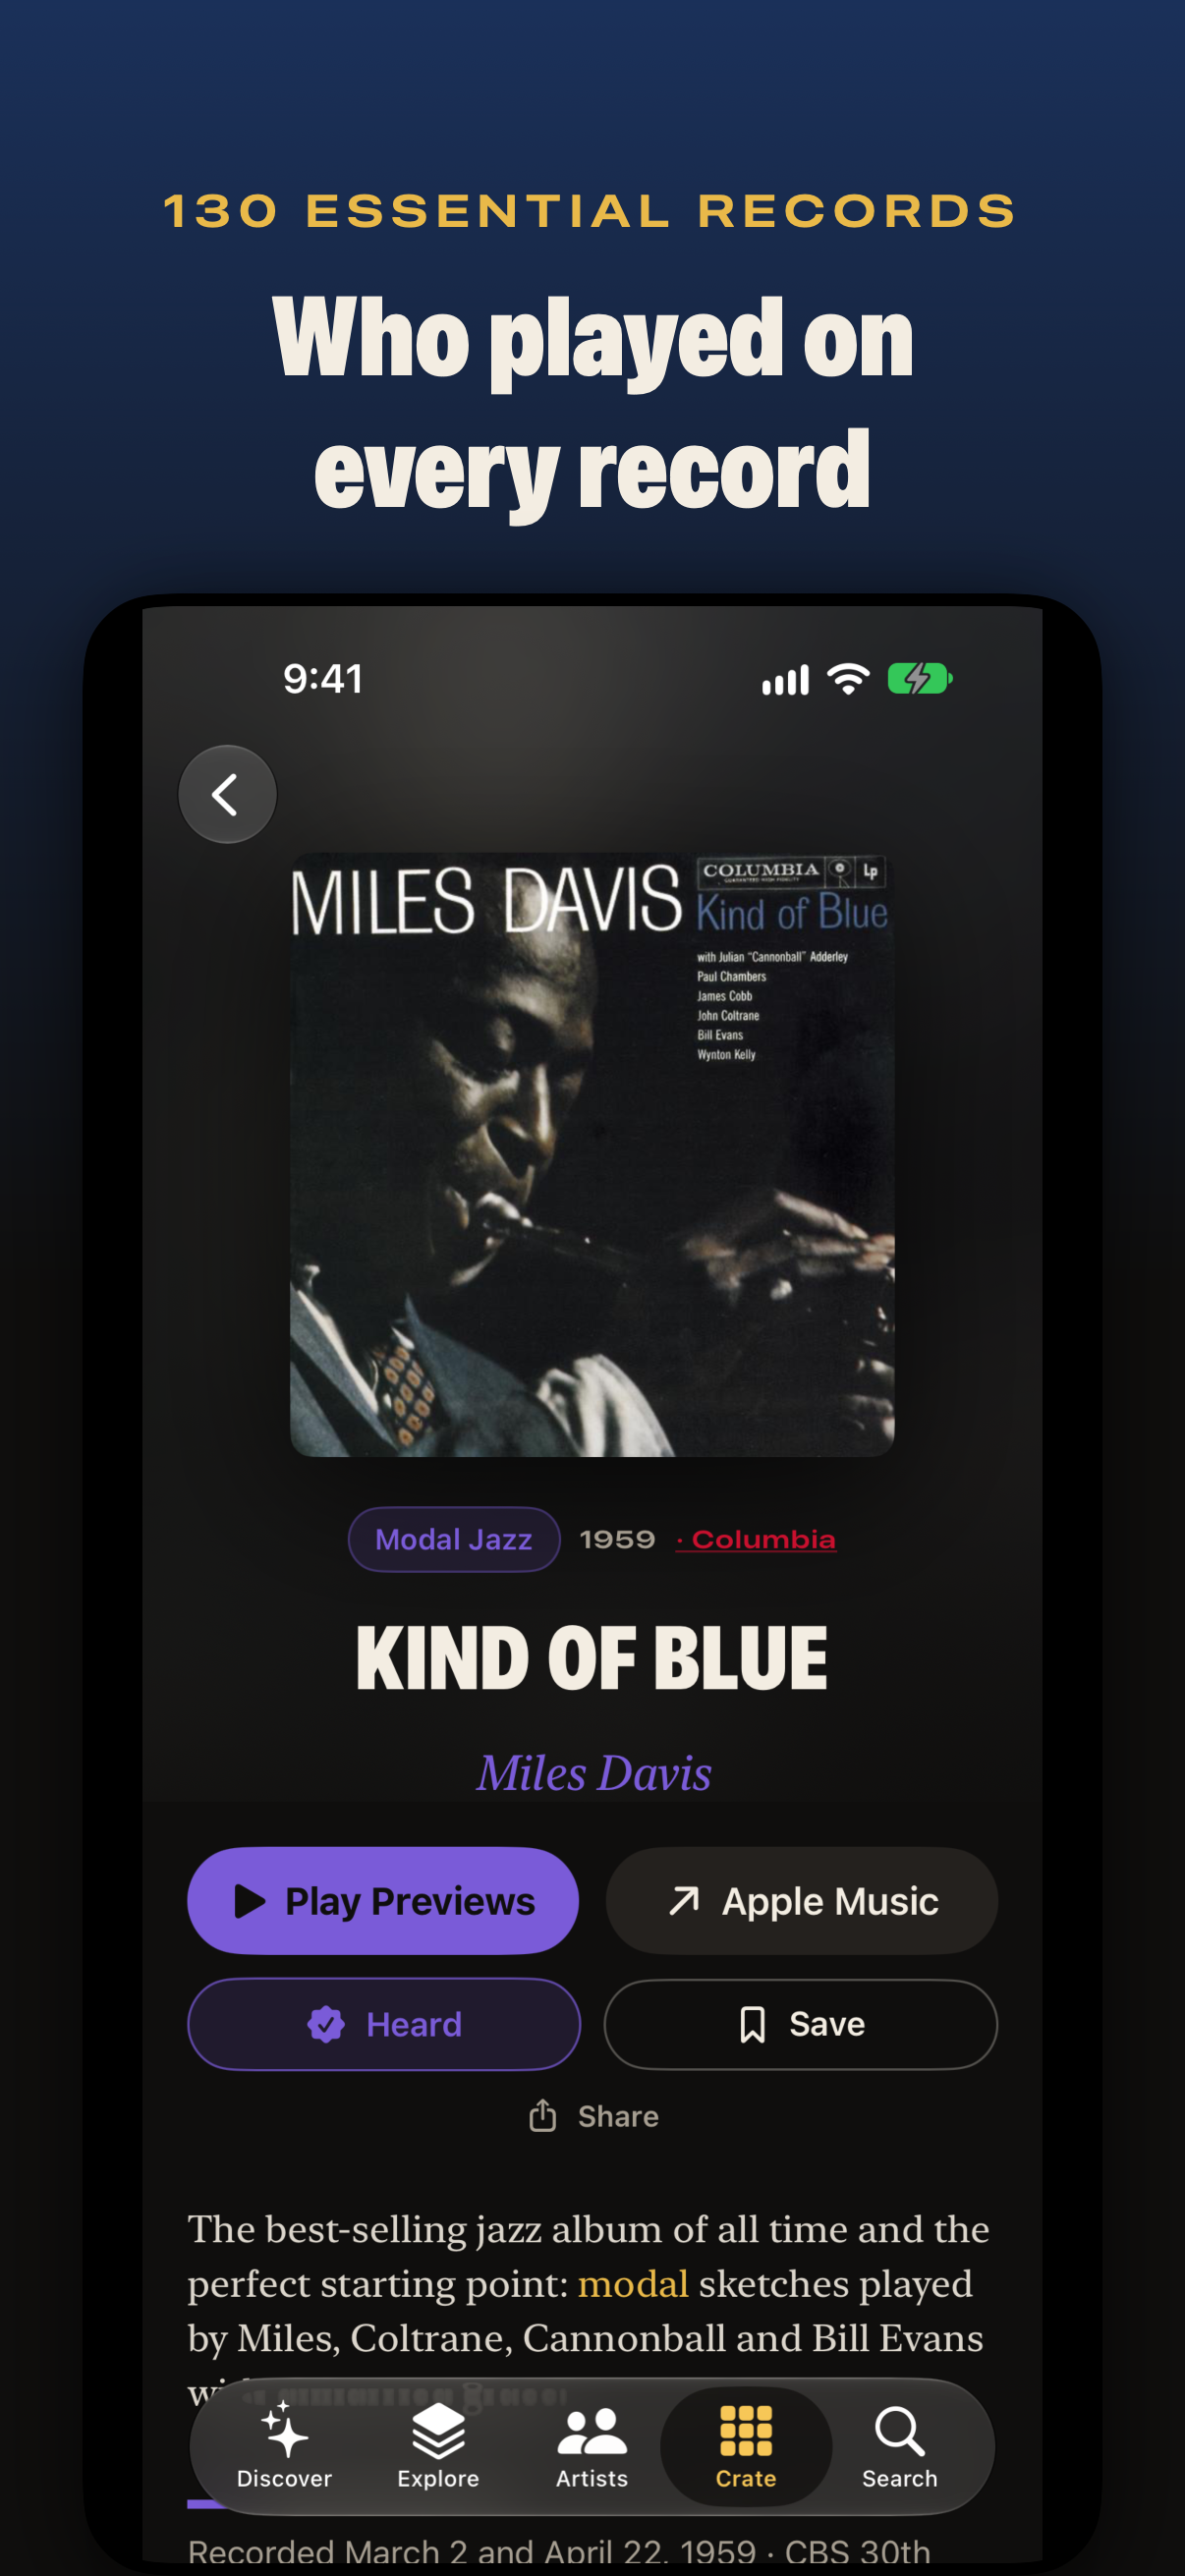 130 ESSENTIAL RECORDS
Who played on
every record
9:41
MILES DAVIS
COLUMBIA
Lp
Kind of Blue
with Julian “Cannonball” Adderley
Paul Chambers
James Cobb
John Coltrane
Bill Evans
Wynton Kelly
Modal Jazz 1959 · Columbia
KIND OF BLUE
Miles Davis
Play Previews
Apple Music
Heard
Save
Share
The best-selling jazz album of all time and the
perfect starting point: modal sketches played
by Miles, Coltrane, Cannonball and Bill Evans
Discover Explore Artists Crate Search
Recorded March 2 and April 22, 1959 · CBS 30th